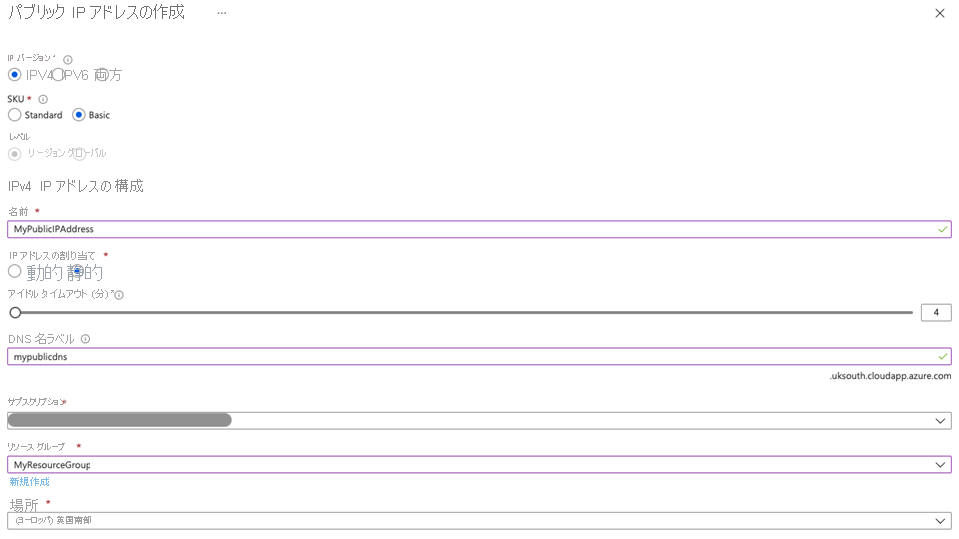 パブリック IP アドレスの作成 ...
IP バージョン *
IPV4 IPV6 両方
SKU *
Standard Basic
レベル
リージョン グローバル
IPv4 IP アドレスの構成
名前 *
MyPublicIPAddress
IP アドレスの割り当て *
動的 静的
アイドル タイムアウト (分) *
4
DNS 名ラベル
mypublicdns
.uksouth.cloudapp.azure.com
サブスクリプション *
リソース グループ *
MyResourceGroup
新規作成
場所 *
(ヨーロッパ) 英国南部